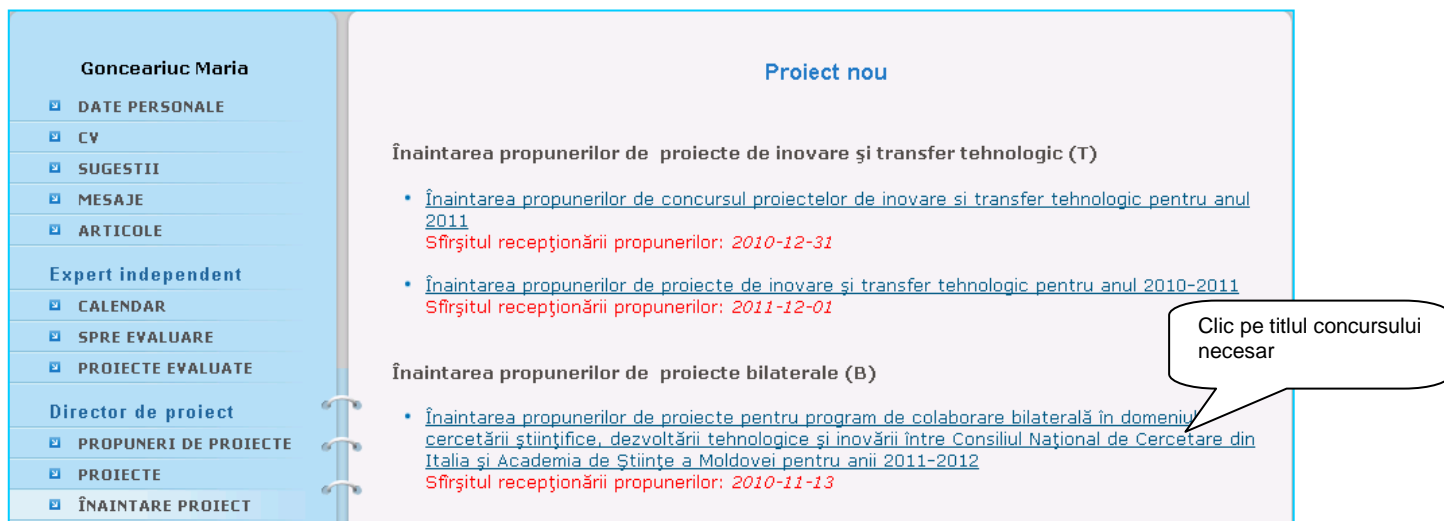 Gonceariuc Maria
DATE PERSONALE
CV
SUGESTII
MESAJE
ARTICOLE
Expert independent
CALENDAR
SPRE EVALUARE
PROIECTE EVALUATE
Director de proiect
PROPUNERI DE PROIECTE
PROIECTE
ÎNAINTARE PROIECT
Proiect nou
Înaintarea propunerilor de proiecte de inovare şi transfer tehnologic (T)
• Înaintarea propunerilor de concursul proiectelor de inovare si transfer tehnologic pentru anul
2011
Sfîrşitul recepţionării propunerilor: 2010-12-31
• Înaintarea propunerilor de proiecte de inovare şi transfer tehnologic pentru anul 2010-2011
Sfîrşitul recepţionării propunerilor: 2011-12-01
Clic pe titlul concursului
necesar
Înaintarea propunerilor de proiecte bilaterale (B)
• Înaintarea propunerilor de proiecte pentru program de colaborare bilaterală în domeniul
cercetării ştiinţifice, dezvoltării tehnologice şi inovării între Consiliul Naţional de Cercetare din
Italia şi Academia de Ştiinţe a Moldovei pentru anii 2011-2012
Sfîrşitul recepţionării propunerilor: 2010-11-13